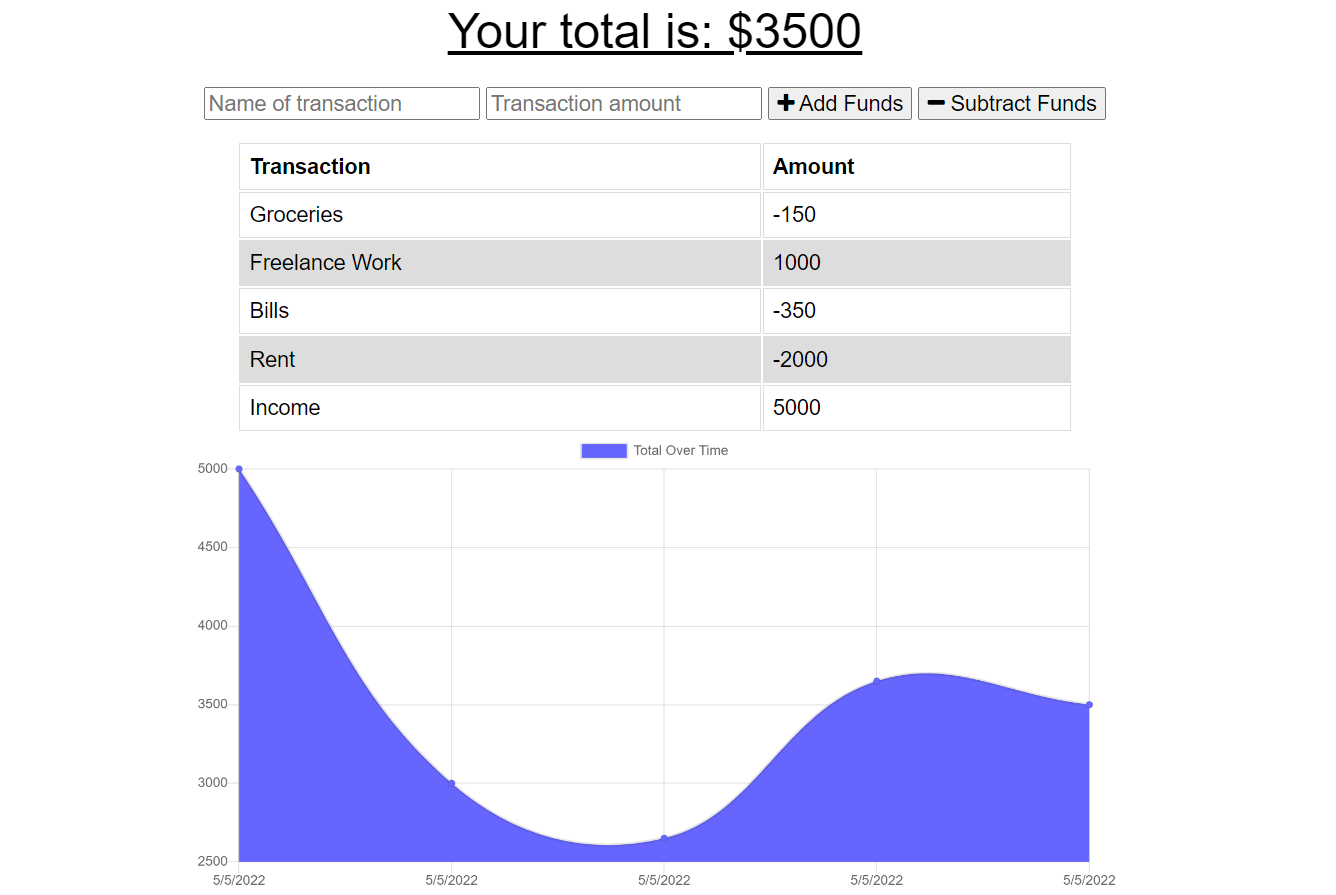 Your total is: $3500
Name of transaction Transaction amount Add Funds Subtract Funds
Transaction Amount
Groceries -150
Freelance Work 1000
Bills -350
Rent -2000
Income 5000
Total Over Time
5000
4500
4000
3500
3000
2500
5/5/2022 5/5/2022 5/5/2022 5/5/2022 5/5/2022